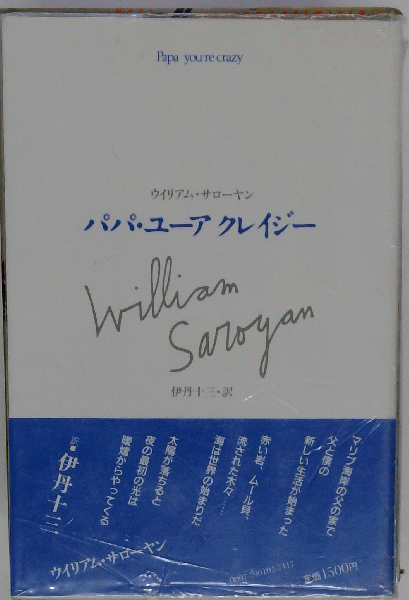 Papa you're crazy
ウイリアム・サローヤン
パパ・ユーア クレイジー
William
Saroyan
伊丹十三・訳
マリブ海岸の父の家で
父と僕の
新しい生活が始まった
赤い岩、ムール貝、
流された木々……
海は世界の始まりだ
太陽が落ちると
夜の最初の光は
暖炉からやってくる
訳・伊丹十三
ウイリアム・サローヤン
定価1500円